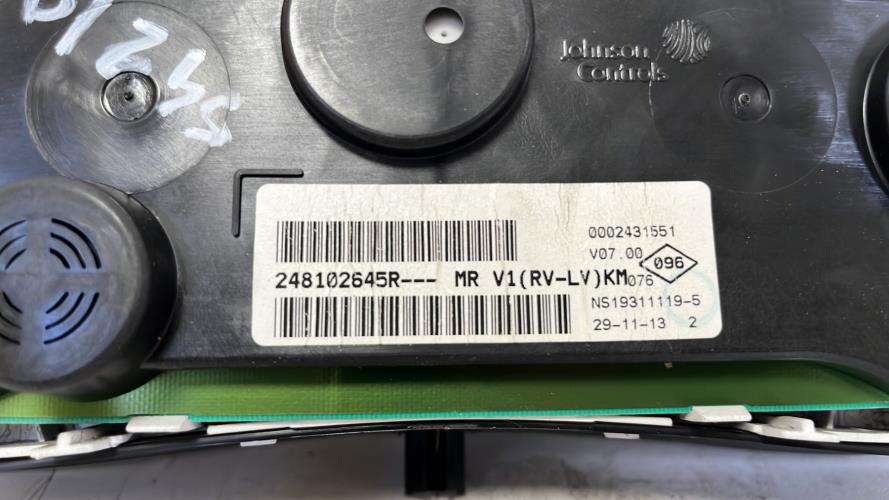 Johnson
Controls
0002431551
V07.00
096
248102645R--- MR V1(RV-LV)KM
076
NS19311119-5
29-11-13 2